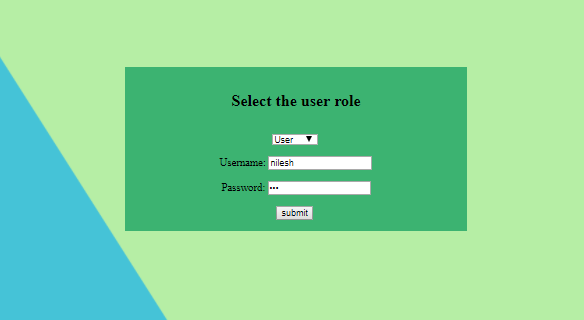 Select the user role
User
Username: nilesh
Password: •••
submit